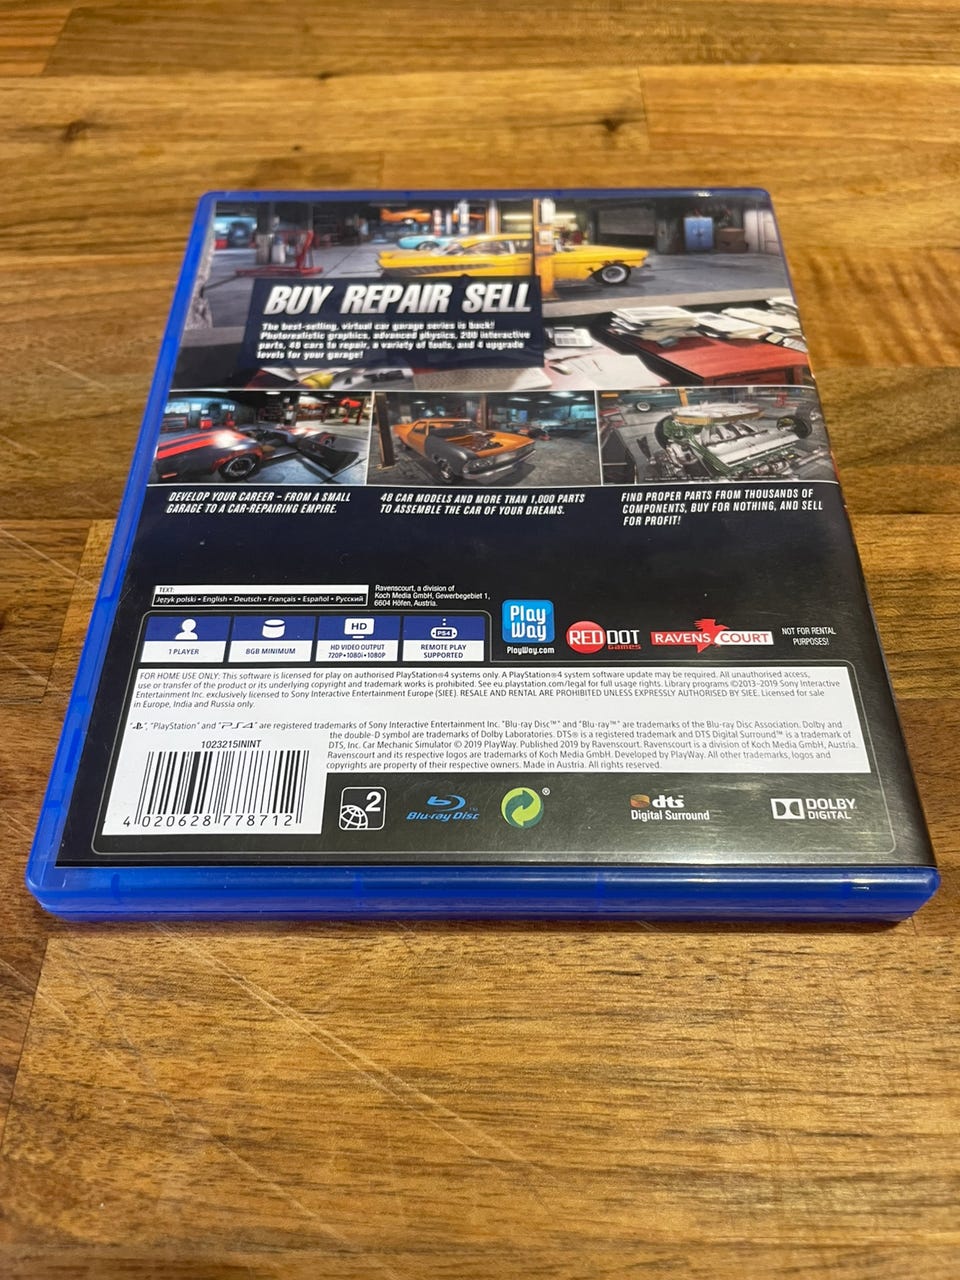 BUY REPAIR SELL
The best-selling, virtual car garage series is back!
Photorealistic graphics, advanced physics, 200 interactive
parts, 48 cars to repair, a variety of tools, and 4 upgrade
levels for your garage!
DEVELOP YOUR CAREER – FROM A SMALL
GARAGE TO A CAR-REPAIRING EMPIRE.
48 CAR MODELS AND MORE THAN 1,000 PARTS
TO ASSEMBLE THE CAR OF YOUR DREAMS.
FIND PROPER PARTS FROM THOUSANDS OF
COMPONENTS, BUY FOR NOTHING, AND SELL
FOR PROFIT!
TEXT:
Język polski • English • Deutsch • Français • Español • Русский
Ravenscourt, a division of
Koch Media GmbH, Gewerbegebiet 1,
6604 Höfen, Austria.
1 PLAYER
8GB MINIMUM
HD
HD VIDEO OUTPUT
720P•1080i•1080P
PS4
REMOTE PLAY
SUPPORTED
Play
Way
PlayWay.com
RED DOT
Games
RAVENSCOURT
NOT FOR RENTAL
PURPOSES!
FOR HOME USE ONLY: This software is licensed for play on authorised PlayStation®4 systems only. A PlayStation®4 system software update may be required. All unauthorised access,
use or transfer of the product or its underlying copyright and trademark works is prohibited. See eu.playstation.com/legal for full usage rights. Library programs ©2013–2019 Sony Interactive
Entertainment Inc. exclusively licensed to Sony Interactive Entertainment Europe (SIEE). RESALE AND RENTAL ARE PROHIBITED UNLESS EXPRESSLY AUTHORISED BY SIEE. Licensed for sale
in Europe, India and Russia only.
", "PlayStation" and "PS4" are registered trademarks of Sony Interactive Entertainment Inc. "Blu-ray Disc™" and "Blu-ray™" are trademarks of the Blu-ray Disc Association. Dolby and
the double-D symbol are trademarks of Dolby Laboratories. DTS® is a registered trademark and DTS Digital Surround™ is a trademark of
DTS, Inc. Car Mechanic Simulator © 2019 PlayWay. Published 2019 by Ravenscourt. Ravenscourt is a division of Koch Media GmbH, Austria.
Ravenscourt and its respective logos are trademarks of Koch Media GmbH. Developed by PlayWay. All other trademarks, logos and
copyrights are property of their respective owners. Made in Austria. All rights reserved.
1023215ININT
4 020628 778712
2
Blu-ray Disc™
®
dts
Digital Surround
DOLBY
DIGITAL